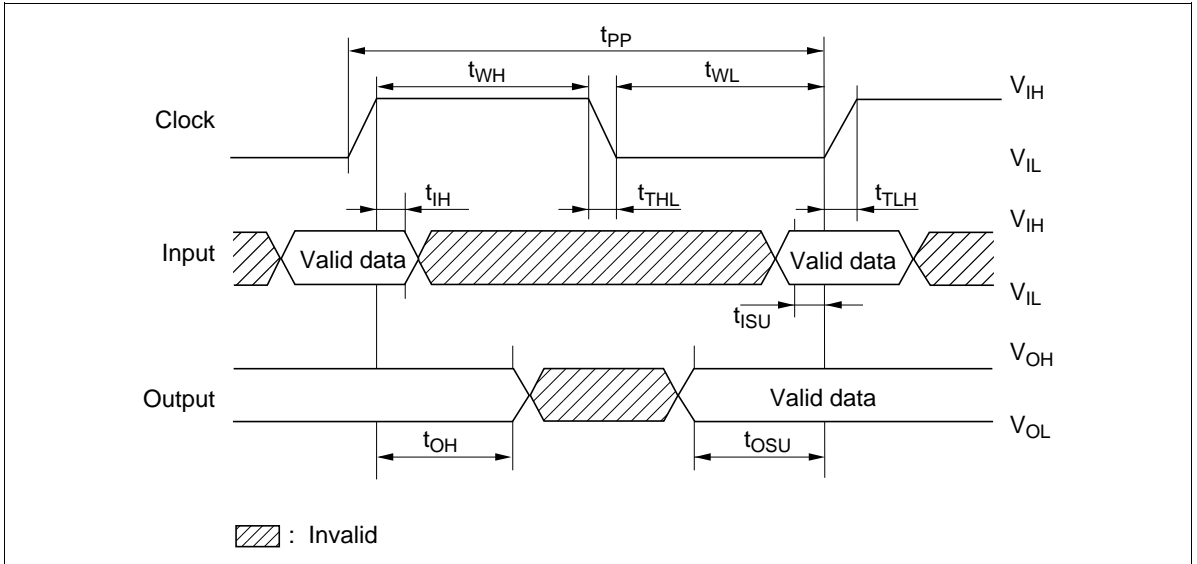 tPP
tWH
tWL
VIH
Clock
VIL
tIH
tTHL
tTLH
VIH
Input
Valid data
Valid data
VIL
tISU
VOH
Output
Valid data
VOL
tOH
tOSU
: Invalid